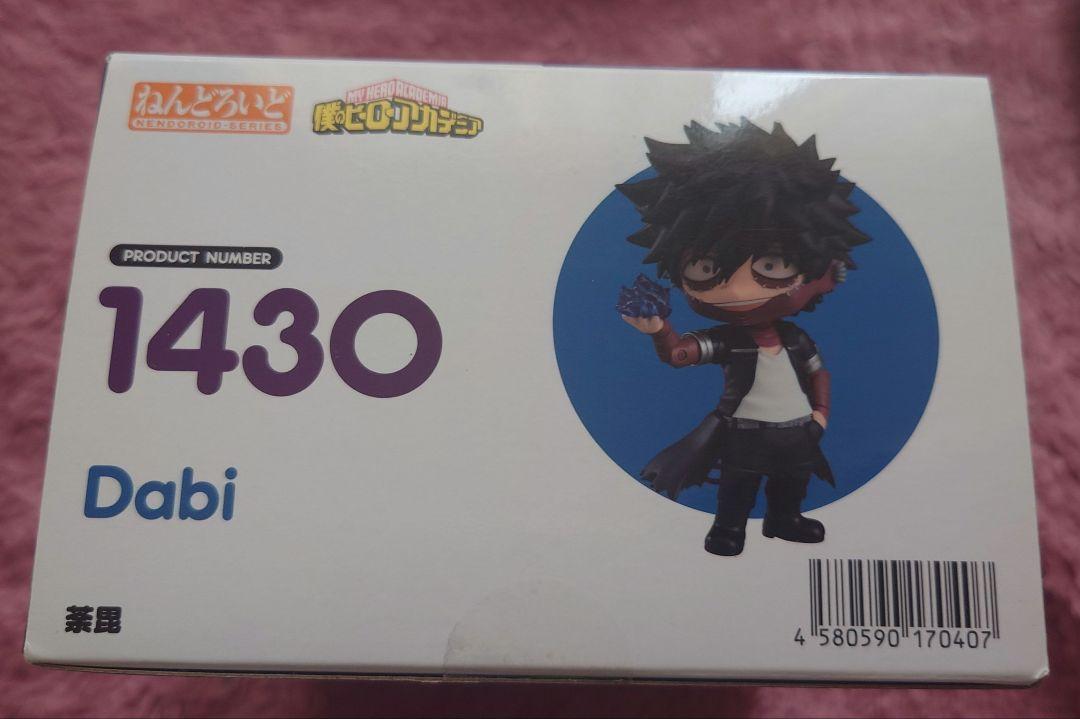 ねんどろいど
NENDOROID-SERIES
MY HERO ACADEMIA
僕のヒーローアカデミア
PRODUCT NUMBER
1430
Dabi
荼毘
4 580590 170407